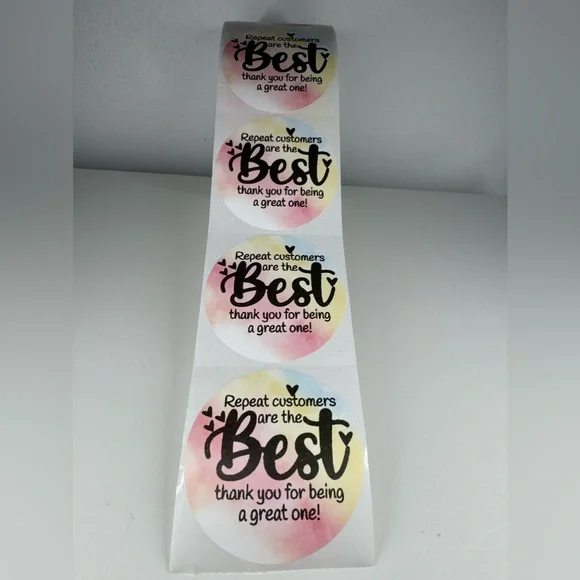 Repeat customers
are the
Best
thank you for being
a great one!
Repeat customers
are the
Best
thank you for being
a great one!
Repeat customers
are the
Best
thank you for being
a great one!
Repeat customers
are the
Best
thank you for being
a great one!